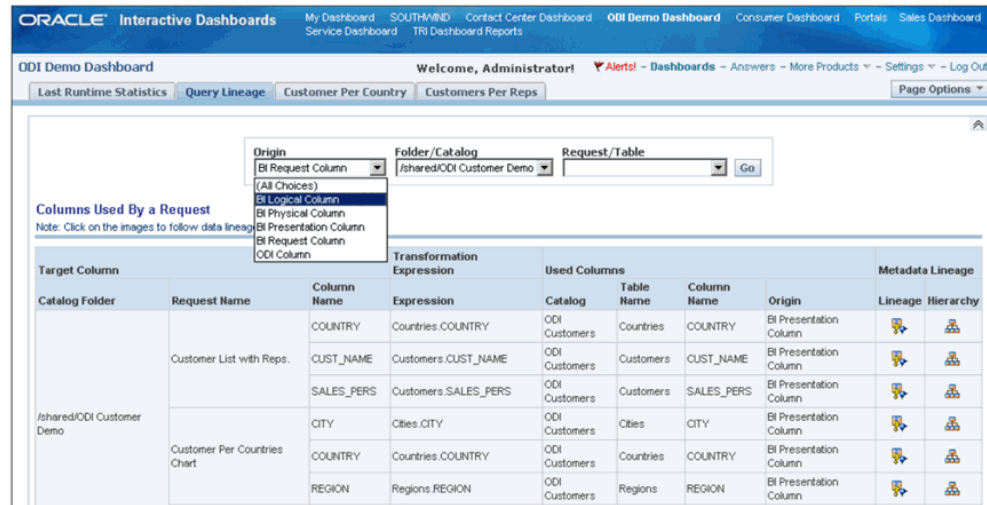 ORACLE Interactive Dashboards
My Dashboard SOUTHWIND Contact Center Dashboard ODI Demo Dashboard Consumer Dashboard Portals Sales Dashboard
Service Dashboard TRI Dashboard Reports
ODI Demo Dashboard
Welcome, Administrator! Alerts! - Dashboards - Answers - More Products - Settings - Log Out
Last Runtime Statistics Query Lineage Customer Per Country Customers Per Reps Page Options
Origin Folder/Catalog Request/Table
BI Request Column /shared/ODI Customer Demo Go
(All Choices)
BI Logical Column
BI Physical Column
BI Presentation Column
BI Request Column
ODI Column
Columns Used By a Request
Note: Click on the images to follow data lineag
Target Column Transformation Expression Used Columns Metadata Lineage
Catalog Folder Request Name Column Name Expression Catalog Table Name Column Name Origin Lineage Hierarchy
/shared/ODI Customer Demo
Customer List with Reps.
COUNTRY Countries.COUNTRY ODI Customers Countries COUNTRY BI Presentation Column
CUST_NAME Customers.CUST_NAME ODI Customers Customers CUST_NAME BI Presentation Column
SALES_PERS Customers.SALES_PERS ODI Customers Customers SALES_PERS BI Presentation Column
Customer Per Countries Chart
CITY Cities.CITY ODI Customers Cities CITY BI Presentation Column
COUNTRY Countries.COUNTRY ODI Customers Countries COUNTRY BI Presentation Column
REGION Regions.REGION ODI Customers Regions REGION BI Presentation Column